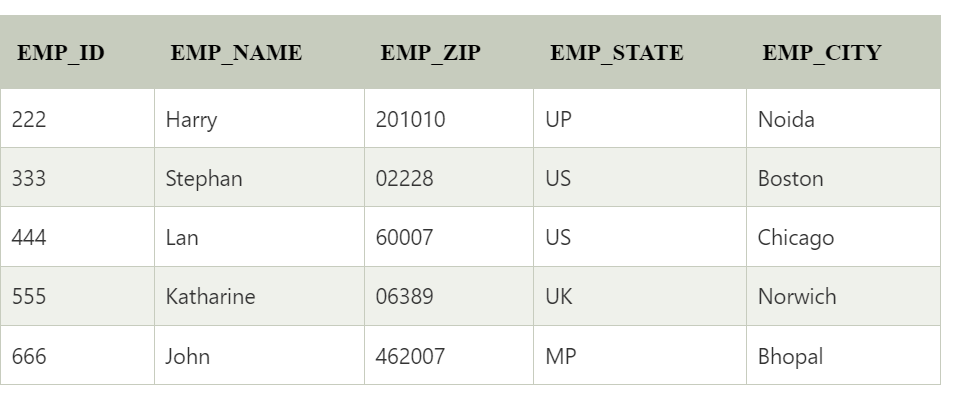 EMP_ID EMP_NAME EMP_ZIP EMP_STATE EMP_CITY
222 Harry 201010 UP Noida
333 Stephan 02228 US Boston
444 Lan 60007 US Chicago
555 Katharine 06389 UK Norwich
666 John 462007 MP Bhopal